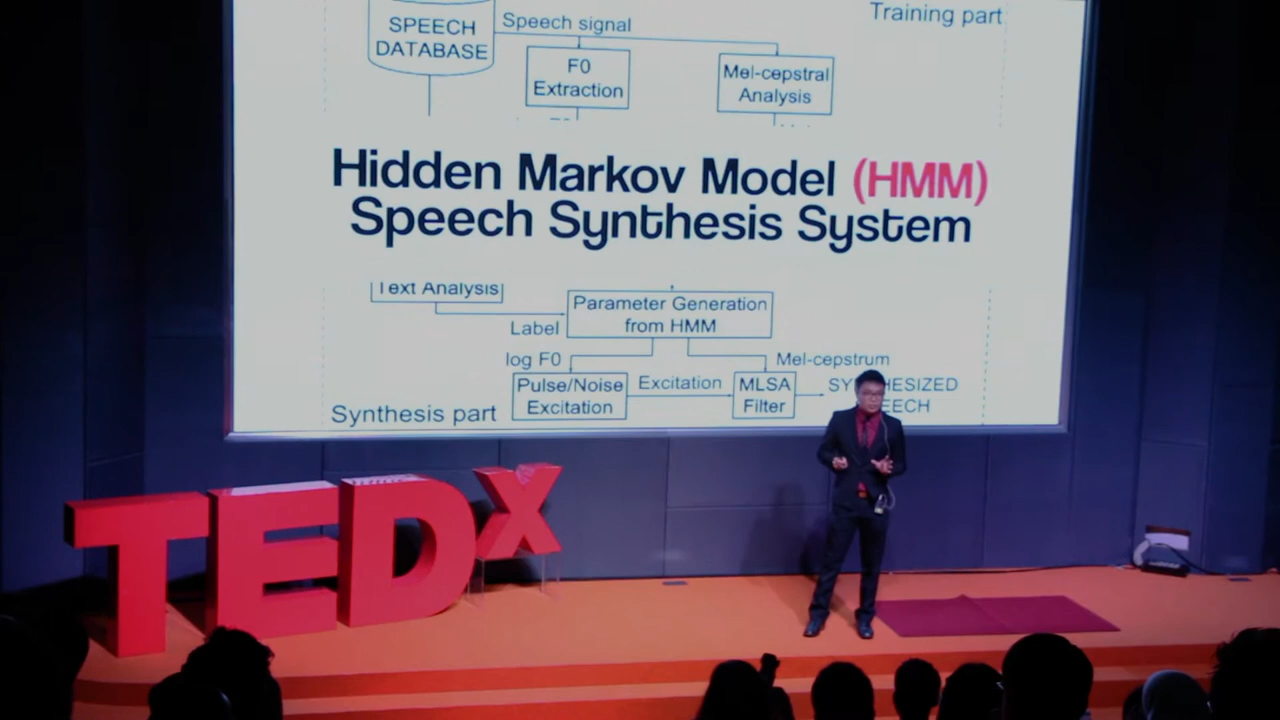 SPEECH
DATABASE
Speech signal
Training part
F0
Extraction
Mel-cepstral
Analysis
Hidden Markov Model (HMM)
Speech Synthesis System
Text Analysis
Label
Parameter Generation
from HMM
log F0
Mel-cepstrum
Pulse/Noise
Excitation
Excitation
MLSA
Filter
SYNTHESIZED
SPEECH
Synthesis part
TEDx